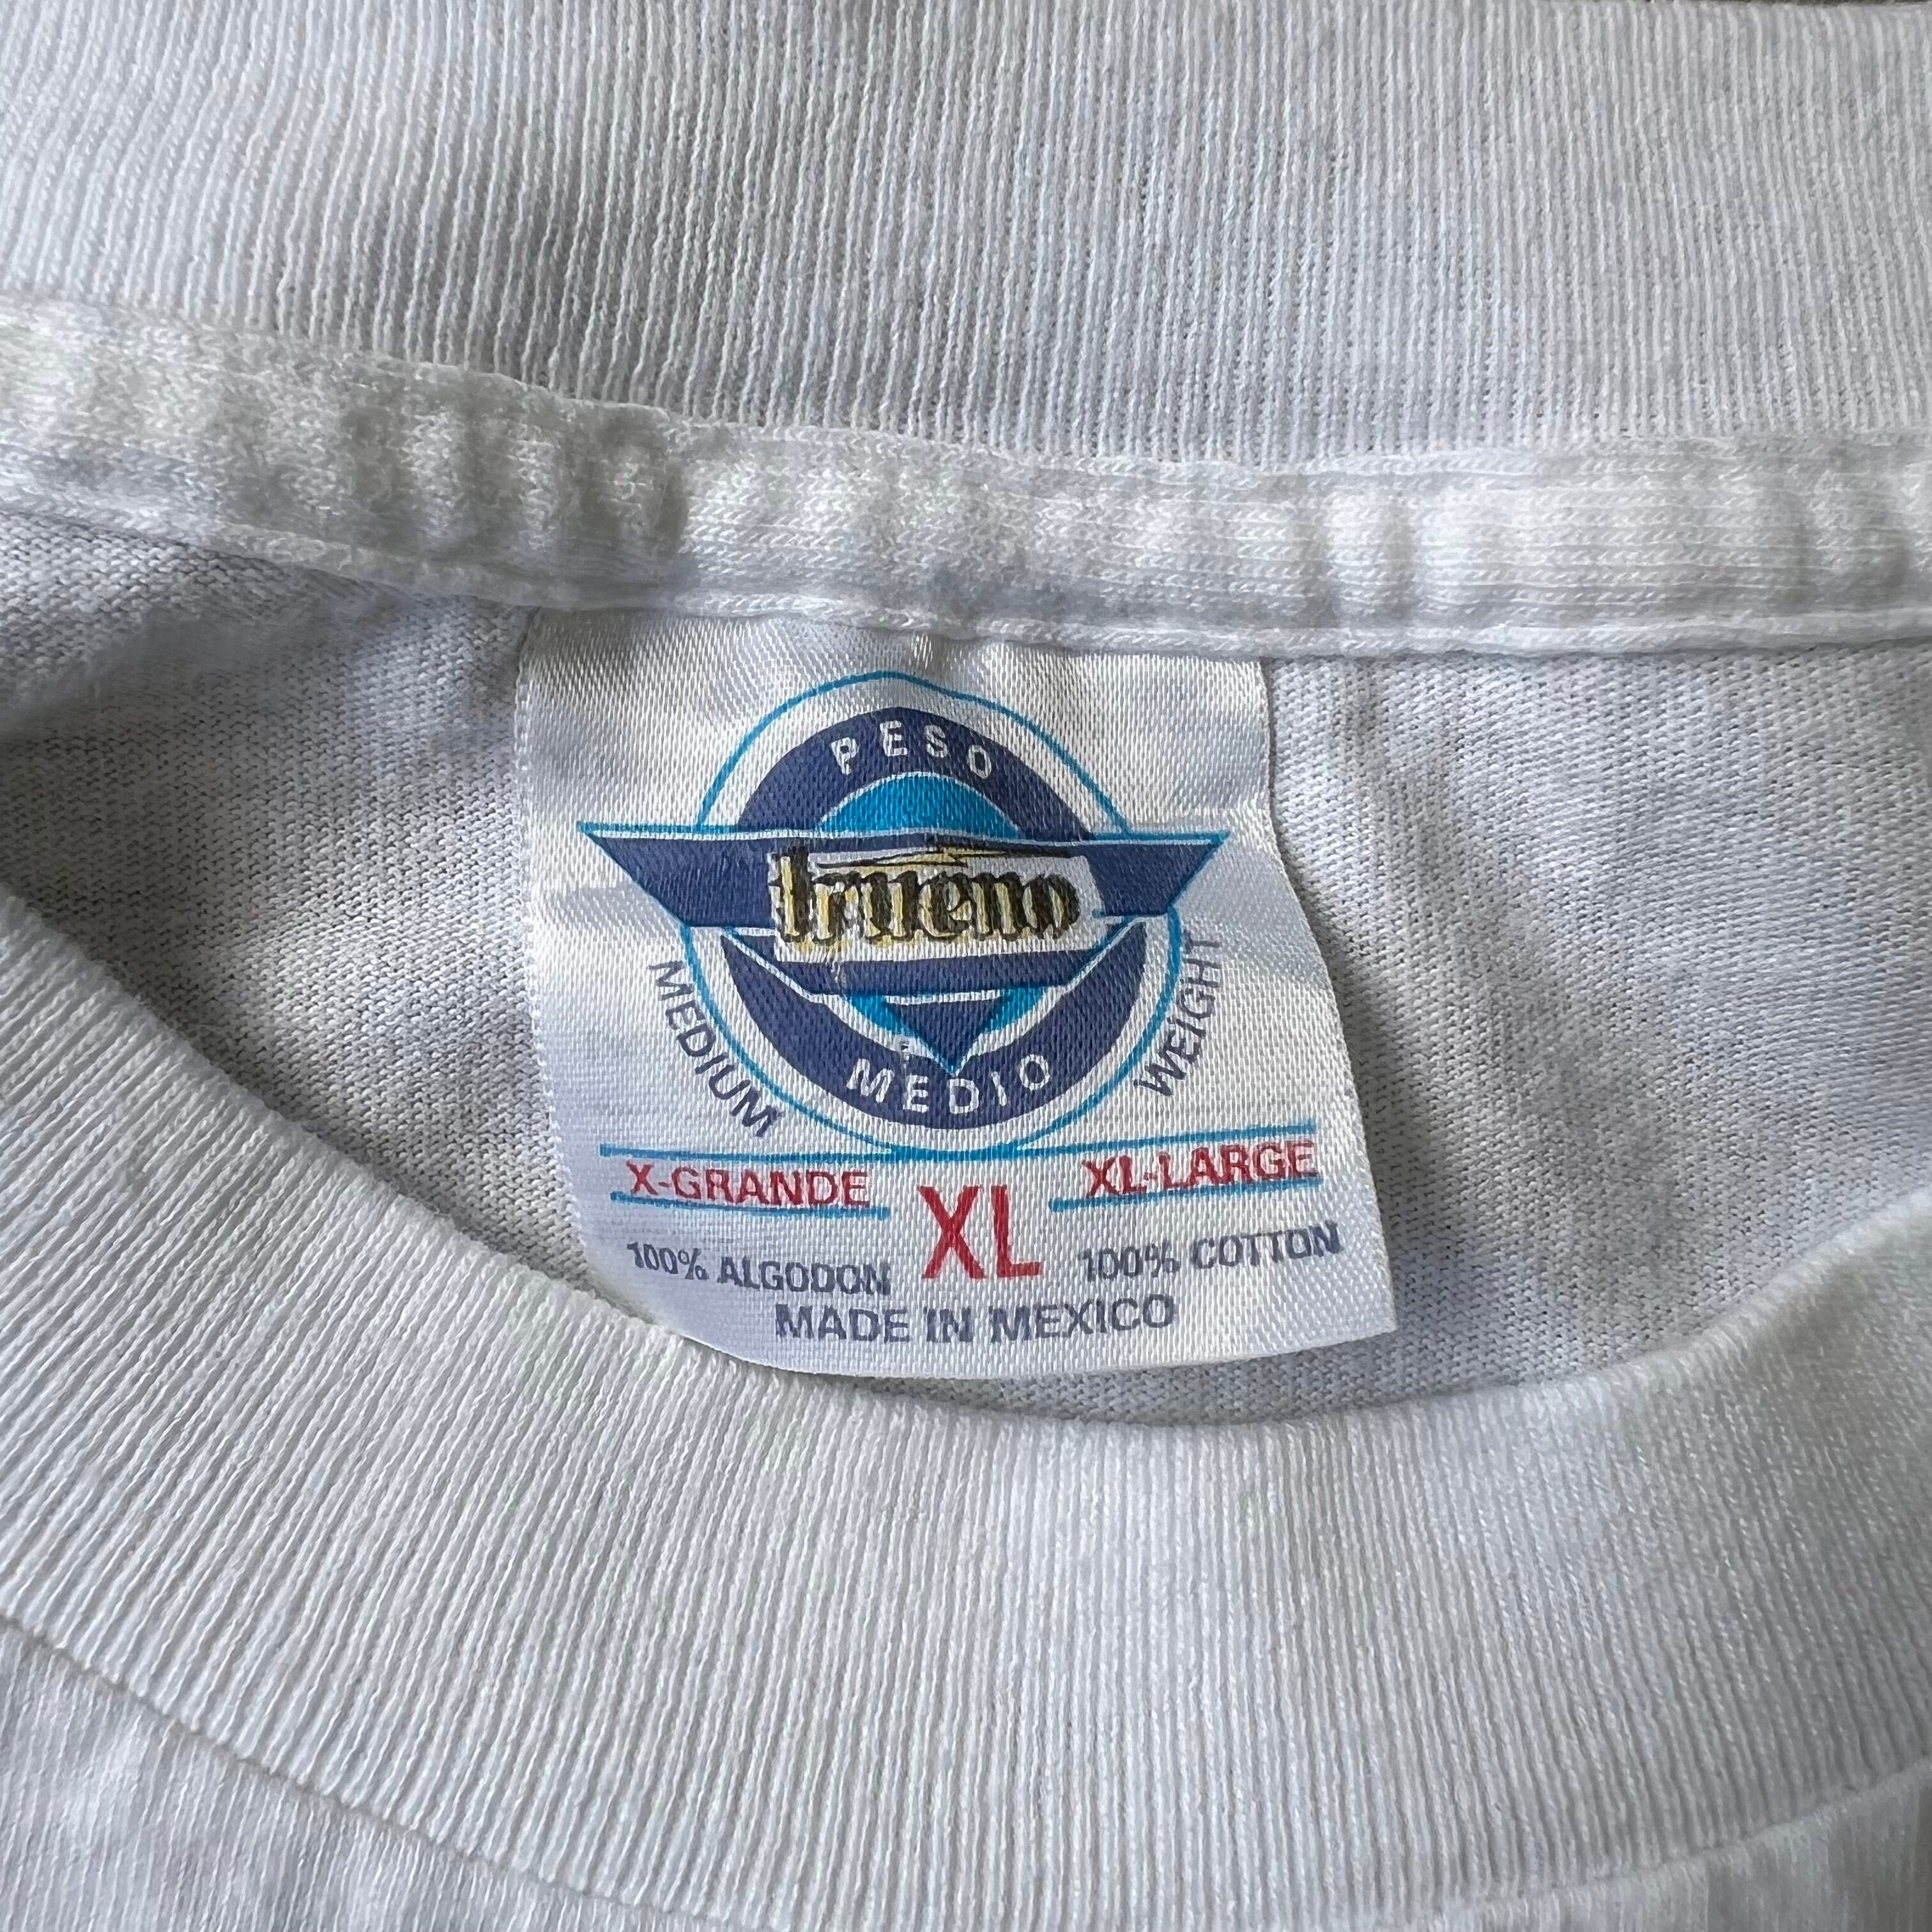 PESO
trueno
MEDIO
MEDIUM WEIGHT
X-GRANDE XL XL-LARGE
100% ALGODON 100% COTTON
MADE IN MEXICO